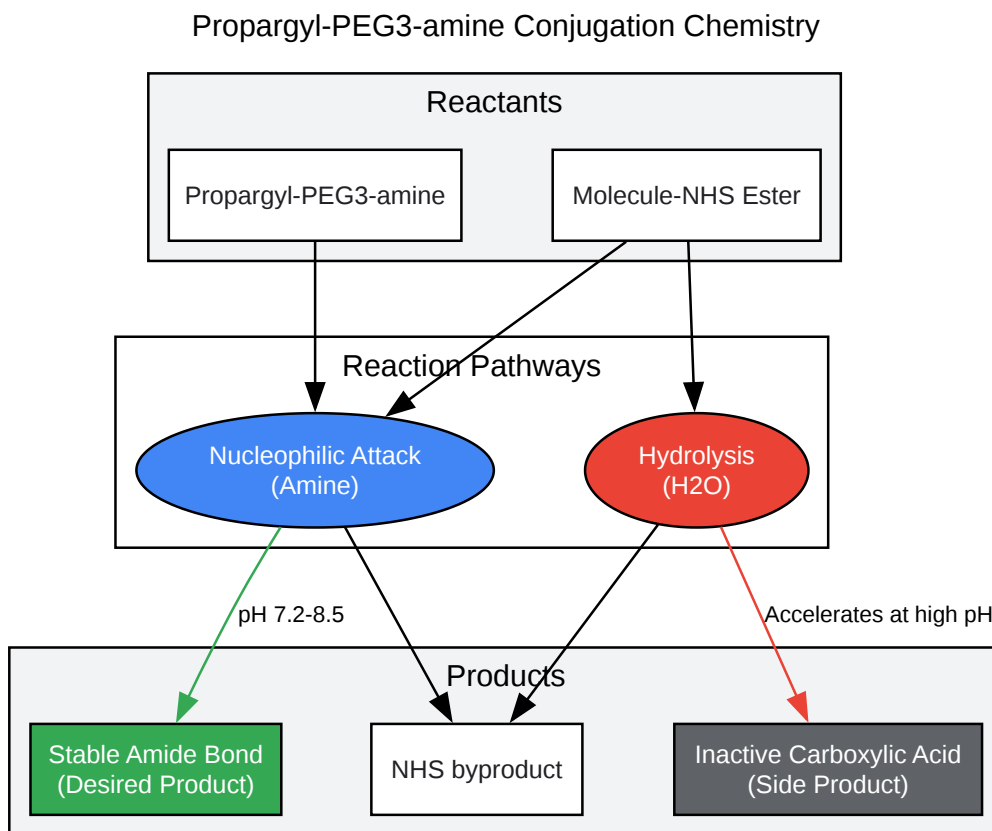 Propargyl-PEG3-amine Conjugation Chemistry
Reactants
Propargyl-PEG3-amine
Molecule-NHS Ester
Reaction Pathways
Nucleophilic Attack
(Amine)
Hydrolysis
(H2O)
pH 7.2-8.5
Accelerates at high pH
Products
Stable Amide Bond
(Desired Product)
NHS byproduct
Inactive Carboxylic Acid
(Side Product)